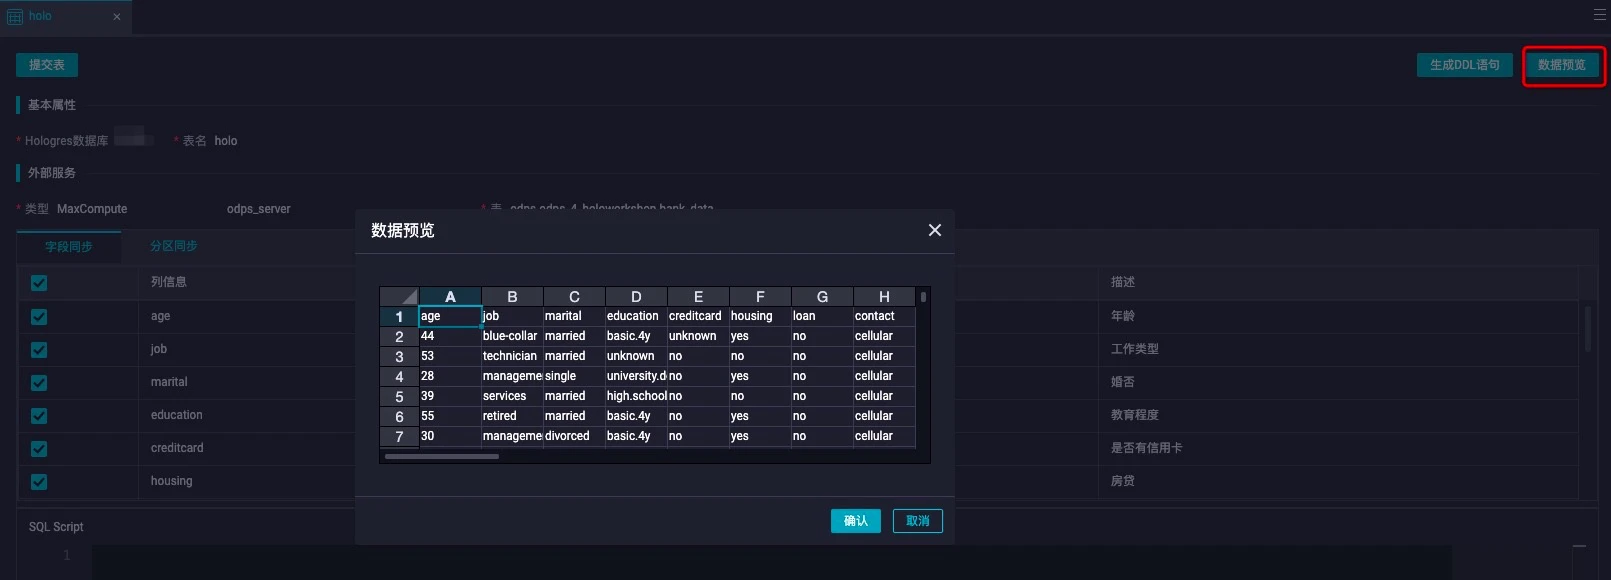 holo
提交表 生成DDL语句 数据预览
基本属性
* Hologres数据库 * 表名 holo
外部服务
* 类型 MaxCompute odps_server * 表 odps.odps_4_holoworkshop.bank_data
字段同步 分区同步
列信息 描述
age 年龄
job 工作类型
marital 婚否
education 教育程度
creditcard 是否有信用卡
housing 房贷
SQL Script
1
数据预览
A B C D E F G H
1 age job marital education creditcard housing loan contact
2 44 blue-collar married basic.4y unknown yes no cellular
3 53 technician married unknown no no no cellular
4 28 manageme single university.d no yes no cellular
5 39 services married high.school no no no cellular
6 55 retired married basic.4y no yes no cellular
7 30 manageme divorced basic.4y no yes no cellular
确认 取消